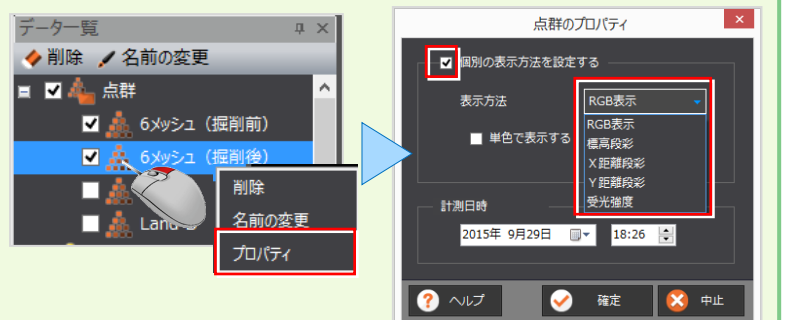 データ一覧
削除 名前の変更
点群
6メッシュ（掘削前）
6メッシュ（掘削後）
Land
削除
名前の変更
プロパティ
点群のプロパティ
個別の表示方法を設定する
表示方法 RGB表示
RGB表示
単色で表示する
標高段彩
X距離段彩
Y距離段彩
受光強度
計測日時
2015年 9月29日 18:26
ヘルプ 確定 中止